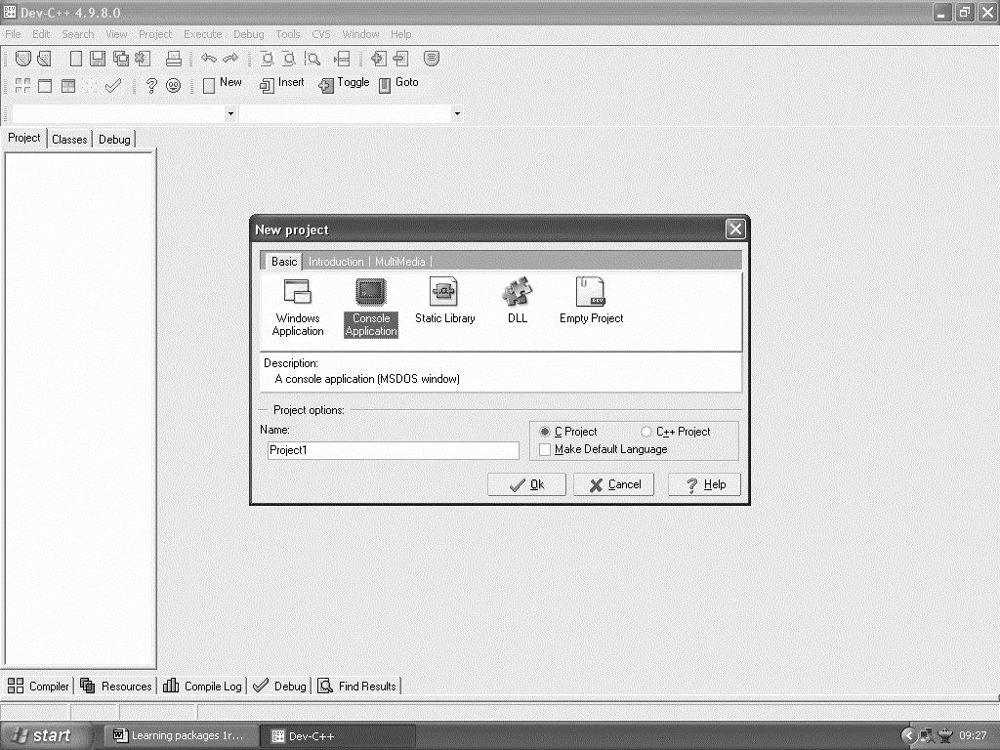 Dev-C++ 4.9.8.0
File Edit Search View Project Execute Debug Tools CVS Window Help
New Insert Toggle Goto
Project Classes Debug
New project
Basic Introduction MultiMedia
Windows Application
Console Application
Static Library
DLL
Empty Project
Description:
A console application (MSDOS window)
Project options:
Name:
Project1
C Project C++ Project
Make Default Language
Ok Cancel Help
Compiler Resources Compile Log Debug Find Results
start Learning packages 1r... Dev-C++ 09:27